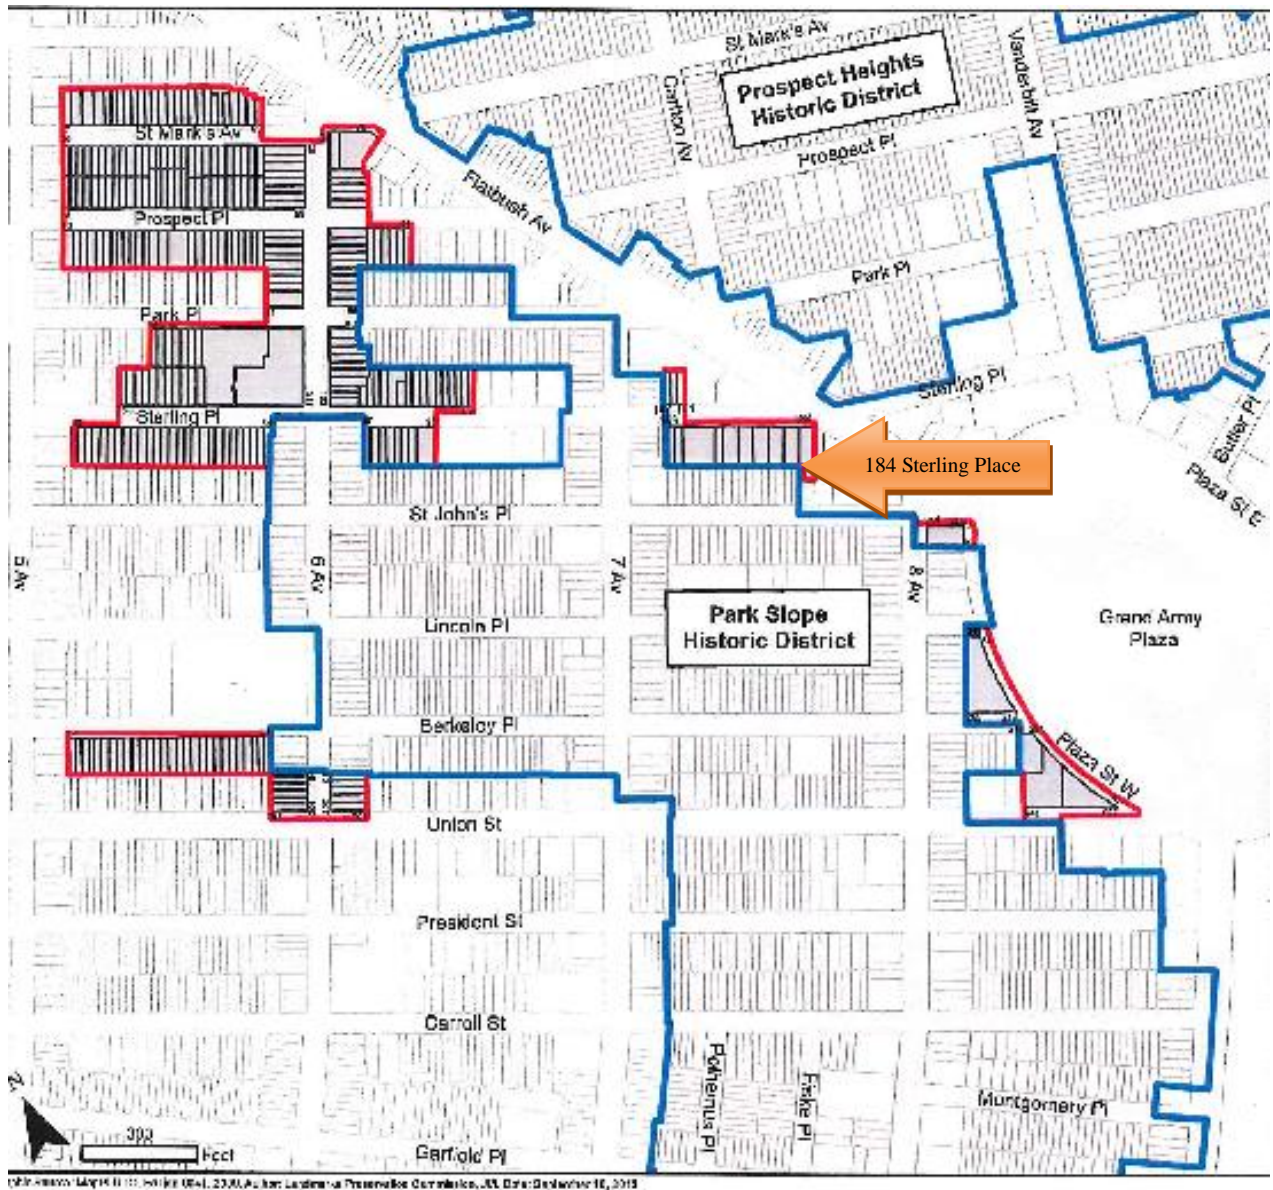 St Mark's Av
Prospect Heights
Historic District
Vanderbilt Av
Carlton Av
St Mark's Av
Prospect Pl
Flatbush Av
Prospect Pl
Park Pl
Park Pl
Sterling Pl
Sterling Pl
Butler Pl
184 Sterling Place
Plaza St E
St John's Pl
5 Av
6 Av
7 Av
8 Av
Park Slope
Historic District
Lincoln Pl
Grand Army
Plaza
Berkeley Pl
Plaza St W
Union St
President St
Carroll St
Polhemus Pl
Fiske Pl
Montgomery Pl
300
Feet
Garfield Pl